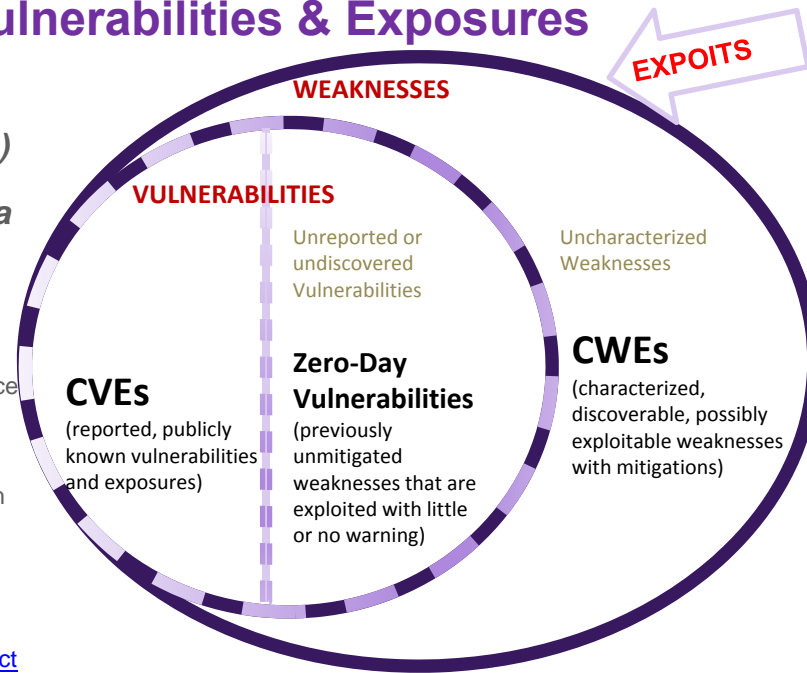 ulnerabilities & Exposures
EXPOITS
WEAKNESSES
)
a
VULNERABILITIES
Unreported or
undiscovered
Vulnerabilities
Uncharacterized
Weaknesses
ce
CVEs
(reported, publicly
known vulnerabilities
and exposures)
Zero-Day
Vulnerabilities
(previously
unmitigated
weaknesses that are
exploited with little
or no warning)
CWEs
(characterized,
discoverable, possibly
exploitable weaknesses
with mitigations)
n
ct